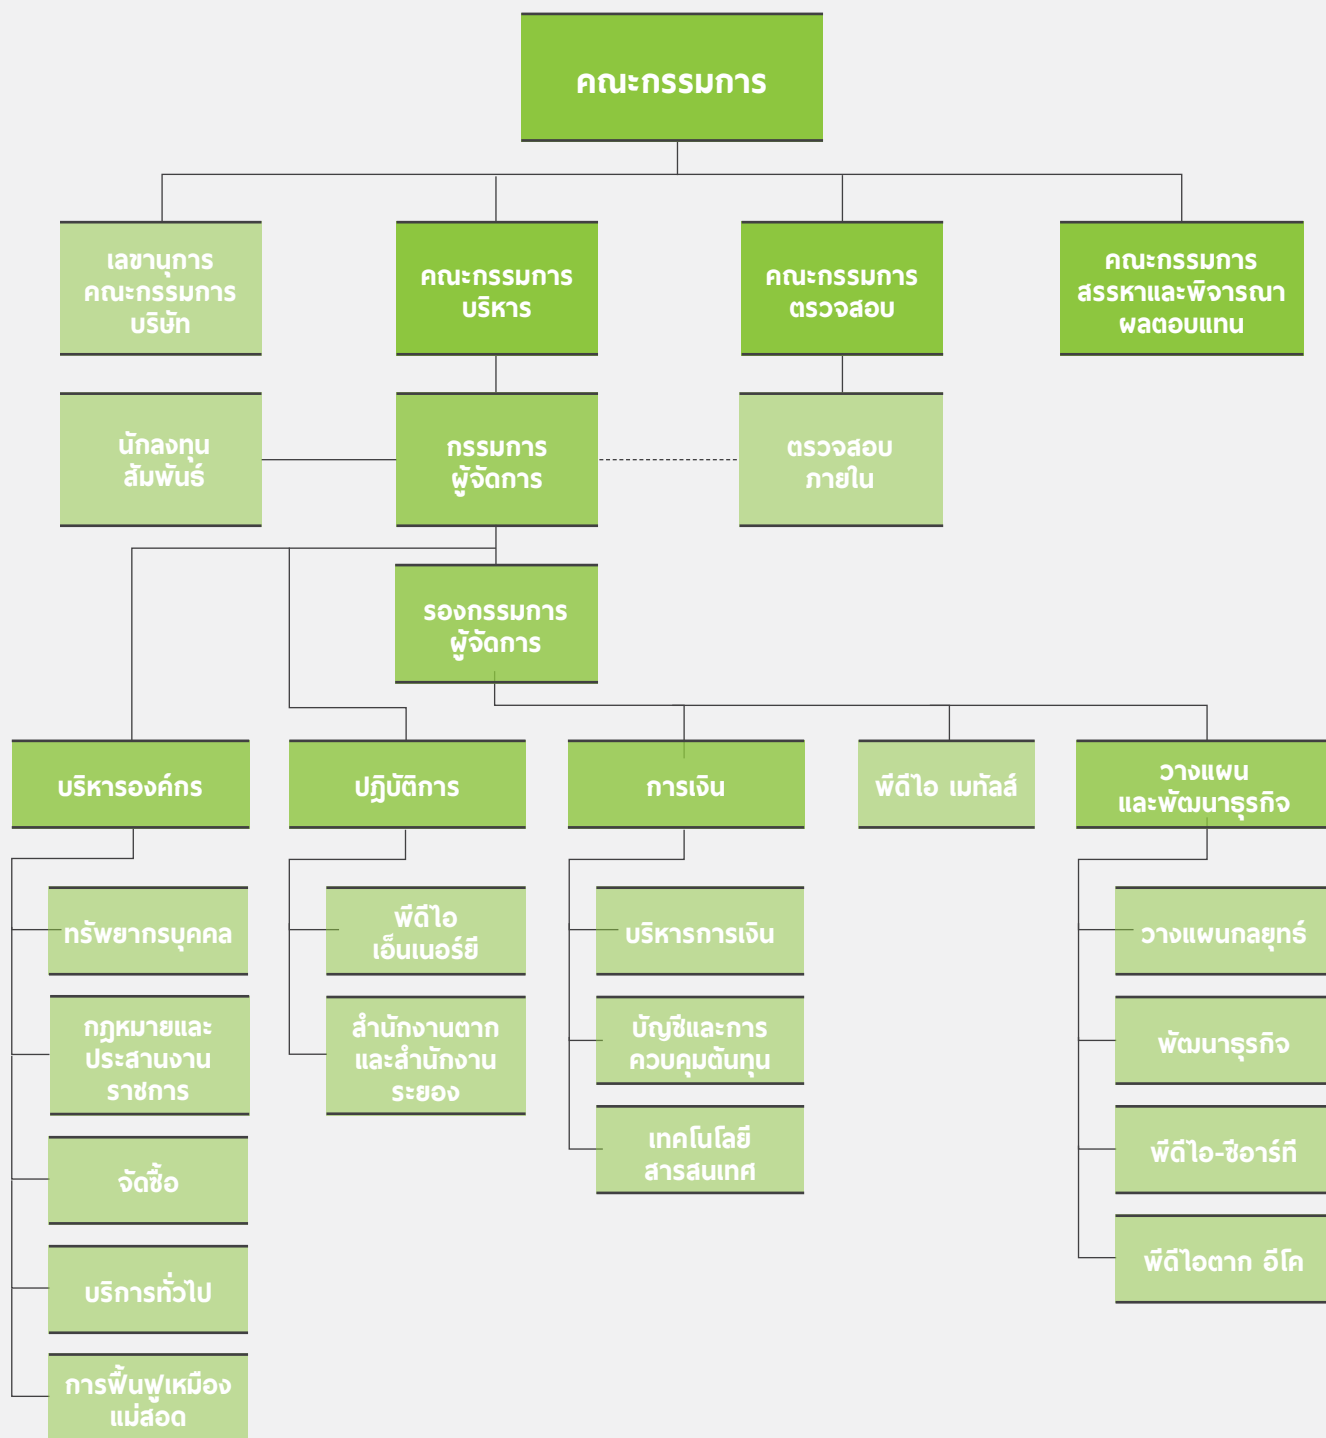 คณะกรรมการ
เลขานุการ
คณะกรรมการ
บริษัท
คณะกรรมการ
บริหาร
คณะกรรมการ
ตรวจสอบ
คณะกรรมการ
สรรหาและพิจารณา
ผลตอบแทน
นักลงทุน
สัมพันธ์
กรรมการ
ผู้จัดการ
ตรวจสอบ
ภายใน
รองกรรมการ
ผู้จัดการ
บริหารองค์กร
ปฏิบัติการ
การเงิน
พีดีไอ เมทัลส์
วางแผน
และพัฒนาธุรกิจ
ทรัพยากรบุคคล
กฎหมายและ
ประสานงาน
ราชการ
จัดซื้อ
บริการทั่วไป
การฟื้นฟูเหมือง
แม่สอด
พีดีไอ
เอ็นเนอร์ยี
สำนักงานตาก
และสำนักงาน
ระยอง
บริหารการเงิน
บัญชีและการ
ควบคุมต้นทุน
เทคโนโลยี
สารสนเทศ
วางแผนกลยุทธ์
พัฒนาธุรกิจ
พีดีไอ-ซีอาร์ที
พีดีไอตาก อีโค